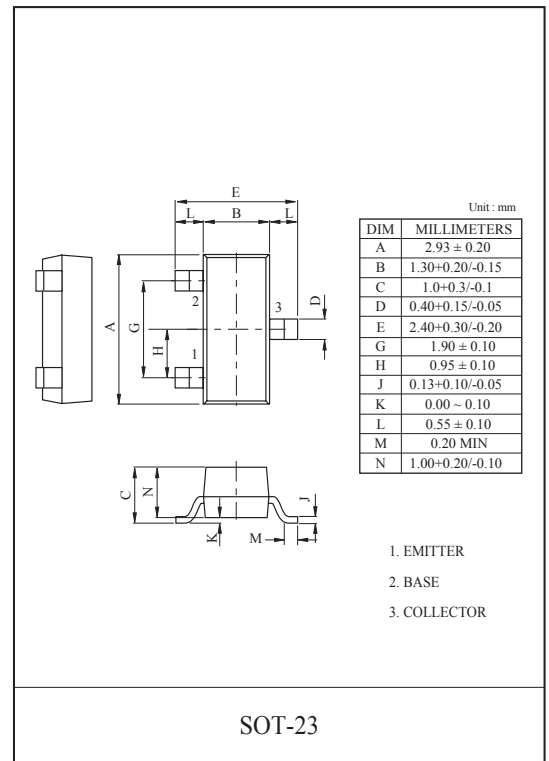 E
L B L
2
3
1
A
G
H
D
C
N
K
M
J
Unit : mm
DIM MILLIMETERS
A 2.93 ± 0.20
B 1.30+0.20/-0.15
C 1.0+0.3/-0.1
D 0.40+0.15/-0.05
E 2.40+0.30/-0.20
G 1.90 ± 0.10
H 0.95 ± 0.10
J 0.13+0.10/-0.05
K 0.00 ~ 0.10
L 0.55 ± 0.10
M 0.20 MIN
N 1.00+0.20/-0.10
1. EMITTER
2. BASE
3. COLLECTOR
SOT-23